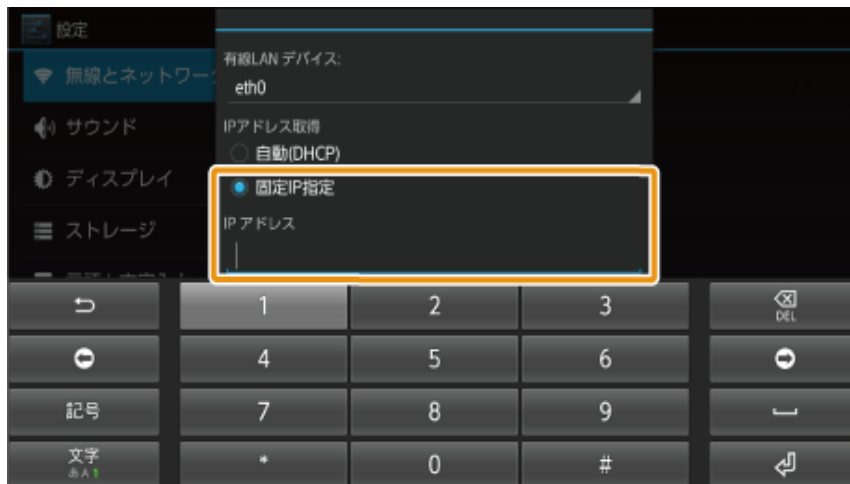 設定
有線LAN デバイス:
無線とネットワーク
eth0
サウンド
IPアドレス取得
自動(DHCP)
ディスプレイ
固定IP指定
ストレージ
IP アドレス
1
2
3
DEL
4
5
6
記号
7
8
9
文字
あA1
*
0
#